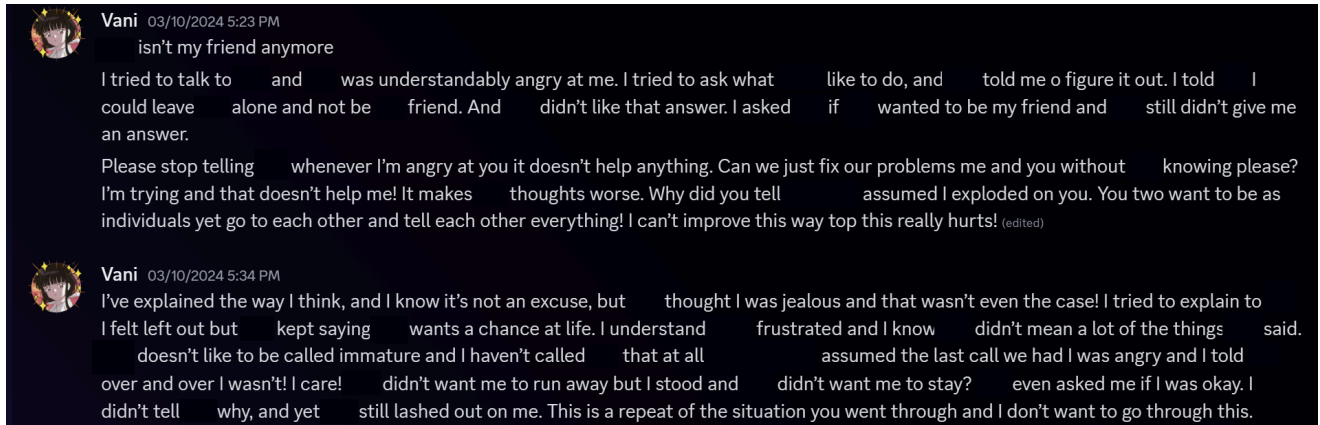 Vani 03/10/2024 5:23 PM
isn't my friend anymore
I tried to talk to and was understandably angry at me. I tried to ask what like to do, and told me o figure it out. I told I
could leave alone and not be friend. And didn't like that answer. I asked if wanted to be my friend and still didn't give me
an answer.
Please stop telling whenever I'm angry at you it doesn't help anything. Can we just fix our problems me and you without knowing please?
I'm trying and that doesn't help me! It makes thoughts worse. Why did you tell assumed I exploded on you. You two want to be as
individuals yet go to each other and tell each other everything! I can't improve this way top this really hurts! (edited)
Vani 03/10/2024 5:34 PM
I've explained the way I think, and I know it's not an excuse, but thought I was jealous and that wasn't even the case! I tried to explain to
I felt left out but kept saying wants a chance at life. I understand frustrated and I know didn't mean a lot of the things said.
doesn't like to be called immature and I haven't called that at all assumed the last call we had I was angry and I told
over and over I wasn't! I care! didn't want me to run away but I stood and didn't want me to stay? even asked me if I was okay. I
didn't tell why, and yet still lashed out on me. This is a repeat of the situation you went through and I don't want to go through this.